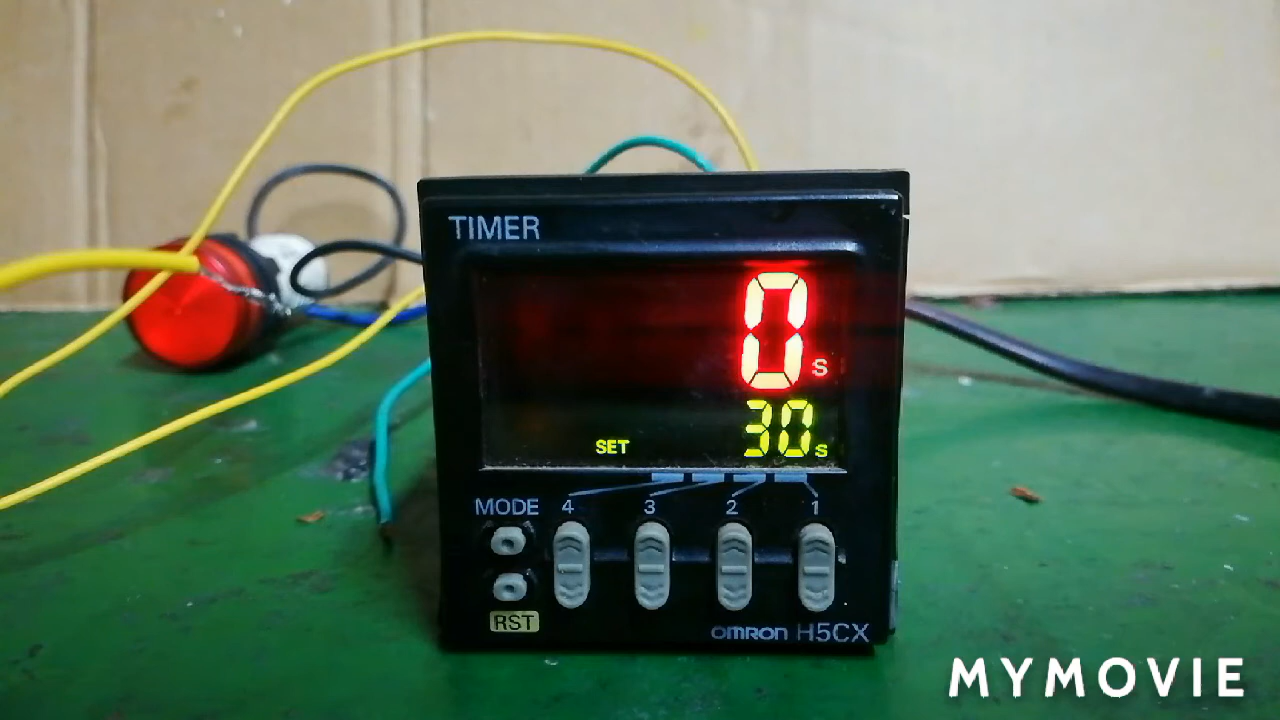 TIMER
0 s
SET 30 s
MODE 4 3 2 1
RST
omron H5CX
MYMOVIE